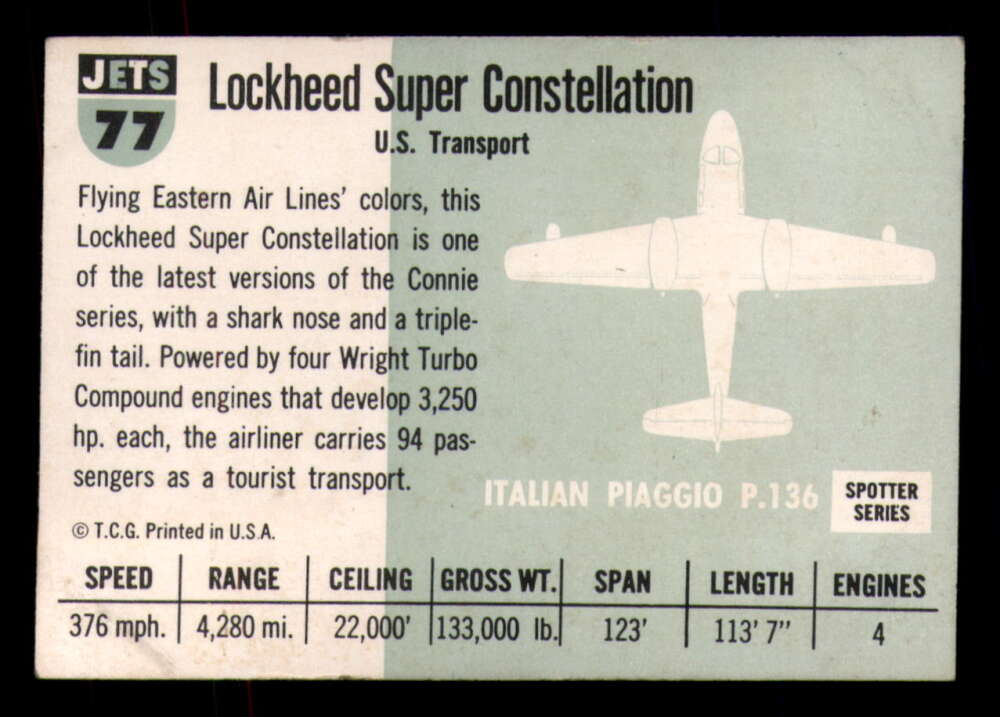 JETS
77
Lockheed Super Constellation
U.S. Transport
Flying Eastern Air Lines' colors, this
Lockheed Super Constellation is one
of the latest versions of the Connie
series, with a shark nose and a triple-
fin tail. Powered by four Wright Turbo
Compound engines that develop 3,250
hp. each, the airliner carries 94 pas-
sengers as a tourist transport.
© T.C.G. Printed in U.S.A.
ITALIAN PIAGGIO P.136
SPOTTER
SERIES
SPEED RANGE CEILING GROSS WT. SPAN LENGTH ENGINES
376 mph. 4,280 mi. 22,000' 133,000 lb. 123' 113' 7" 4